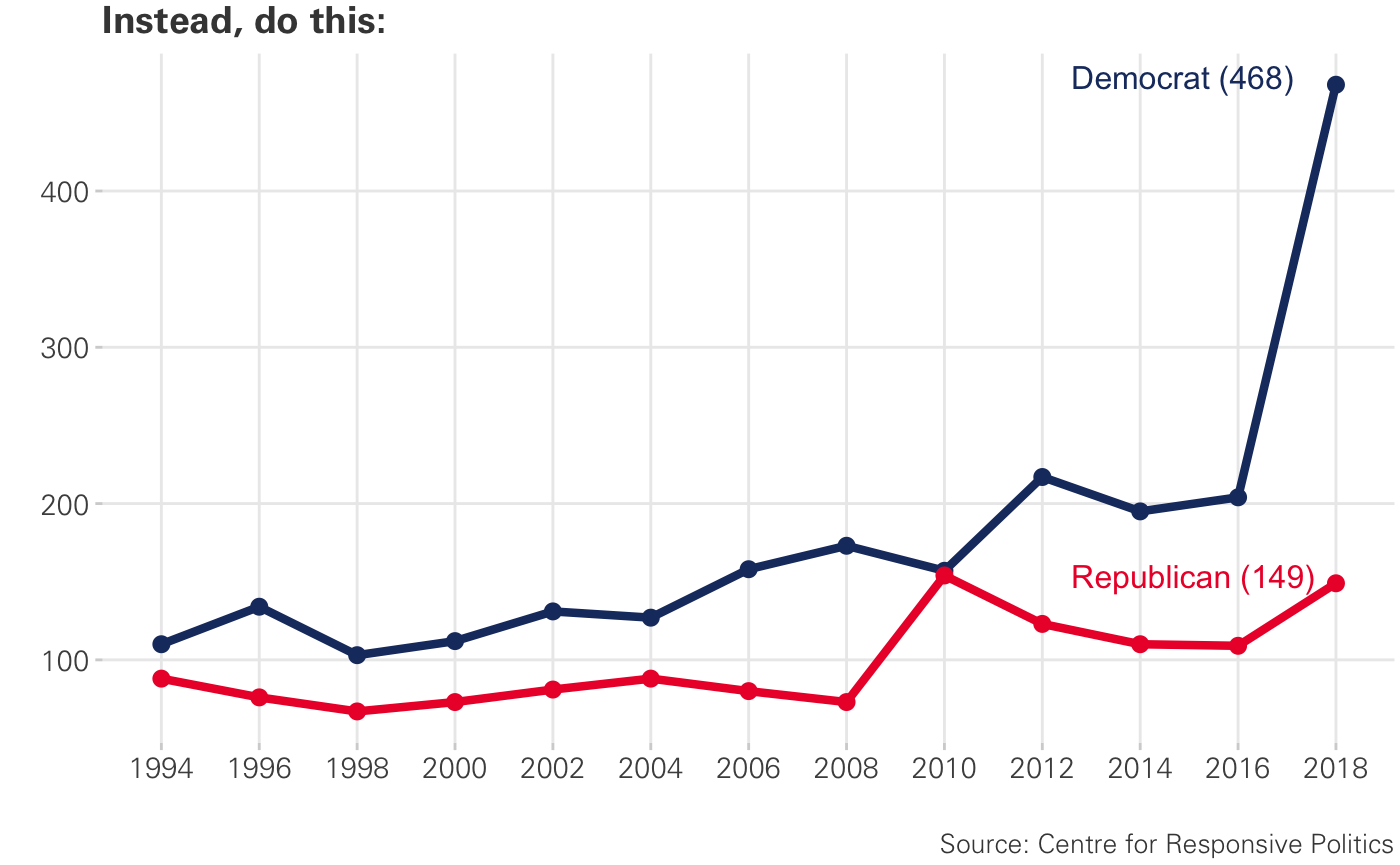 Instead, do this:
Democrat (468)
400
300
200
Republican (149)
100
1994 1996 1998 2000 2002 2004 2006 2008 2010 2012 2014 2016 2018
Source: Centre for Responsive Politics